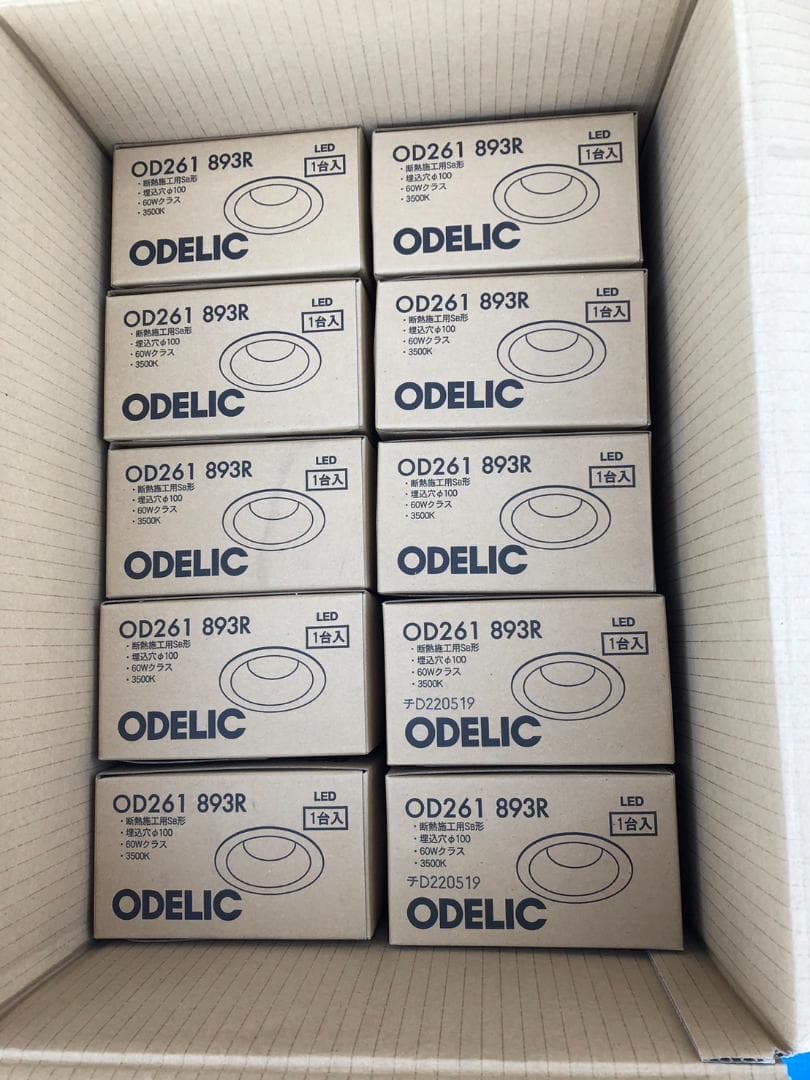 OD261 893R
LED
1台入
・断熱施工用SB形
・埋込穴φ100
・60Wクラス
・3500K
ODELIC
OD261 893R
LED
1台入
・断熱施工用SB形
・埋込穴φ100
・60Wクラス
・3500K
ODELIC
OD261 893R
LED
1台入
・断熱施工用SB形
・埋込穴φ100
・60Wクラス
・3500K
ODELIC
OD261 893R
LED
1台入
・断熱施工用SB形
・埋込穴φ100
・60Wクラス
・3500K
ODELIC
OD261 893R
LED
1台入
・断熱施工用SB形
・埋込穴φ100
・60Wクラス
・3500K
ODELIC
OD261 893R
LED
1台入
・断熱施工用SB形
・埋込穴φ100
・60Wクラス
・3500K
ODELIC
OD261 893R
LED
1台入
・断熱施工用SB形
・埋込穴φ100
・60Wクラス
・3500K
ODELIC
OD261 893R
LED
1台入
・断熱施工用SB形
・埋込穴φ100
・60Wクラス
・3500K
チD220519
ODELIC
OD261 893R
LED
1台入
・断熱施工用SB形
・埋込穴φ100
・60Wクラス
・3500K
ODELIC
OD261 893R
LED
1台入
・断熱施工用SB形
・埋込穴φ100
・60Wクラス
・3500K
チD220519
ODELIC